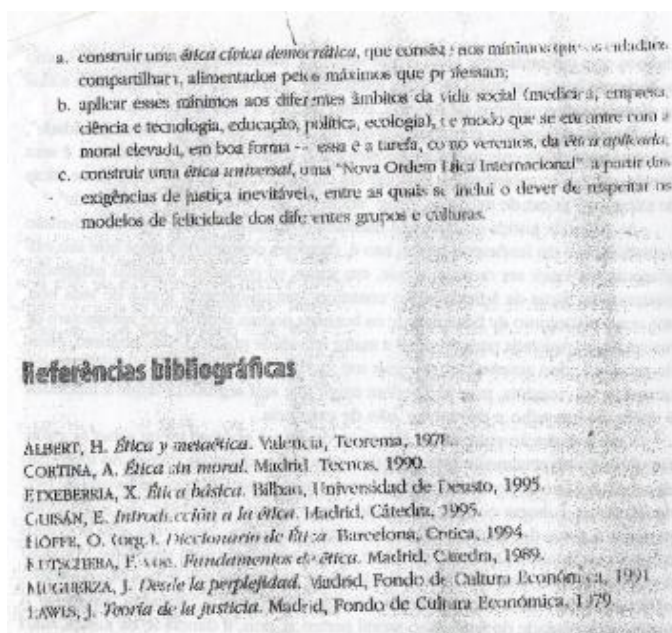 a. construir uma ética cívica democrática, que consiste nos mínimos que os cidadãos
compartilham, alimentados pelos máximos que professam;
b. aplicar esses mínimos aos diferentes âmbitos da vida social (medicina, empresa,
ciência e tecnologia, educação, política, ecologia), de modo que se encontre com a
moral elevada, em boa forma — essa é a tarefa, como veremos, da ética aplicada;
c. construir uma ética universal, uma "Nova Ordem Ética Internacional" a partir das
exigências de justiça inevitáveis, entre as quais se inclui o dever de respeitar os
modelos de felicidade dos diferentes grupos e culturas.
Referências bibliográficas
ALBERT, H. Ética y metaética. Valencia, Teorema, 1978.
CORTINA, A. Ética sin moral. Madrid. Tecnos, 1990.
ETXEBERRIA, X. Ética básica. Bilbao, Universidad de Deusto, 1995.
GUISÁN, E. Introducción a la ética. Madrid, Cátedra, 1995.
HÖFFE, O. (org.). Diccionario de Ética. Barcelona, Crítica, 1994.
KUTSCHERA, F. von. Fundamentos de ética. Madrid, Cátedra, 1989.
MUGUERZA, J. Desde la perplejidad. Madrid, Fondo de Cultura Económica, 1991
RAWLS, J. Teoría de la justicia. Madrid, Fondo de Cultura Económica, 1979.